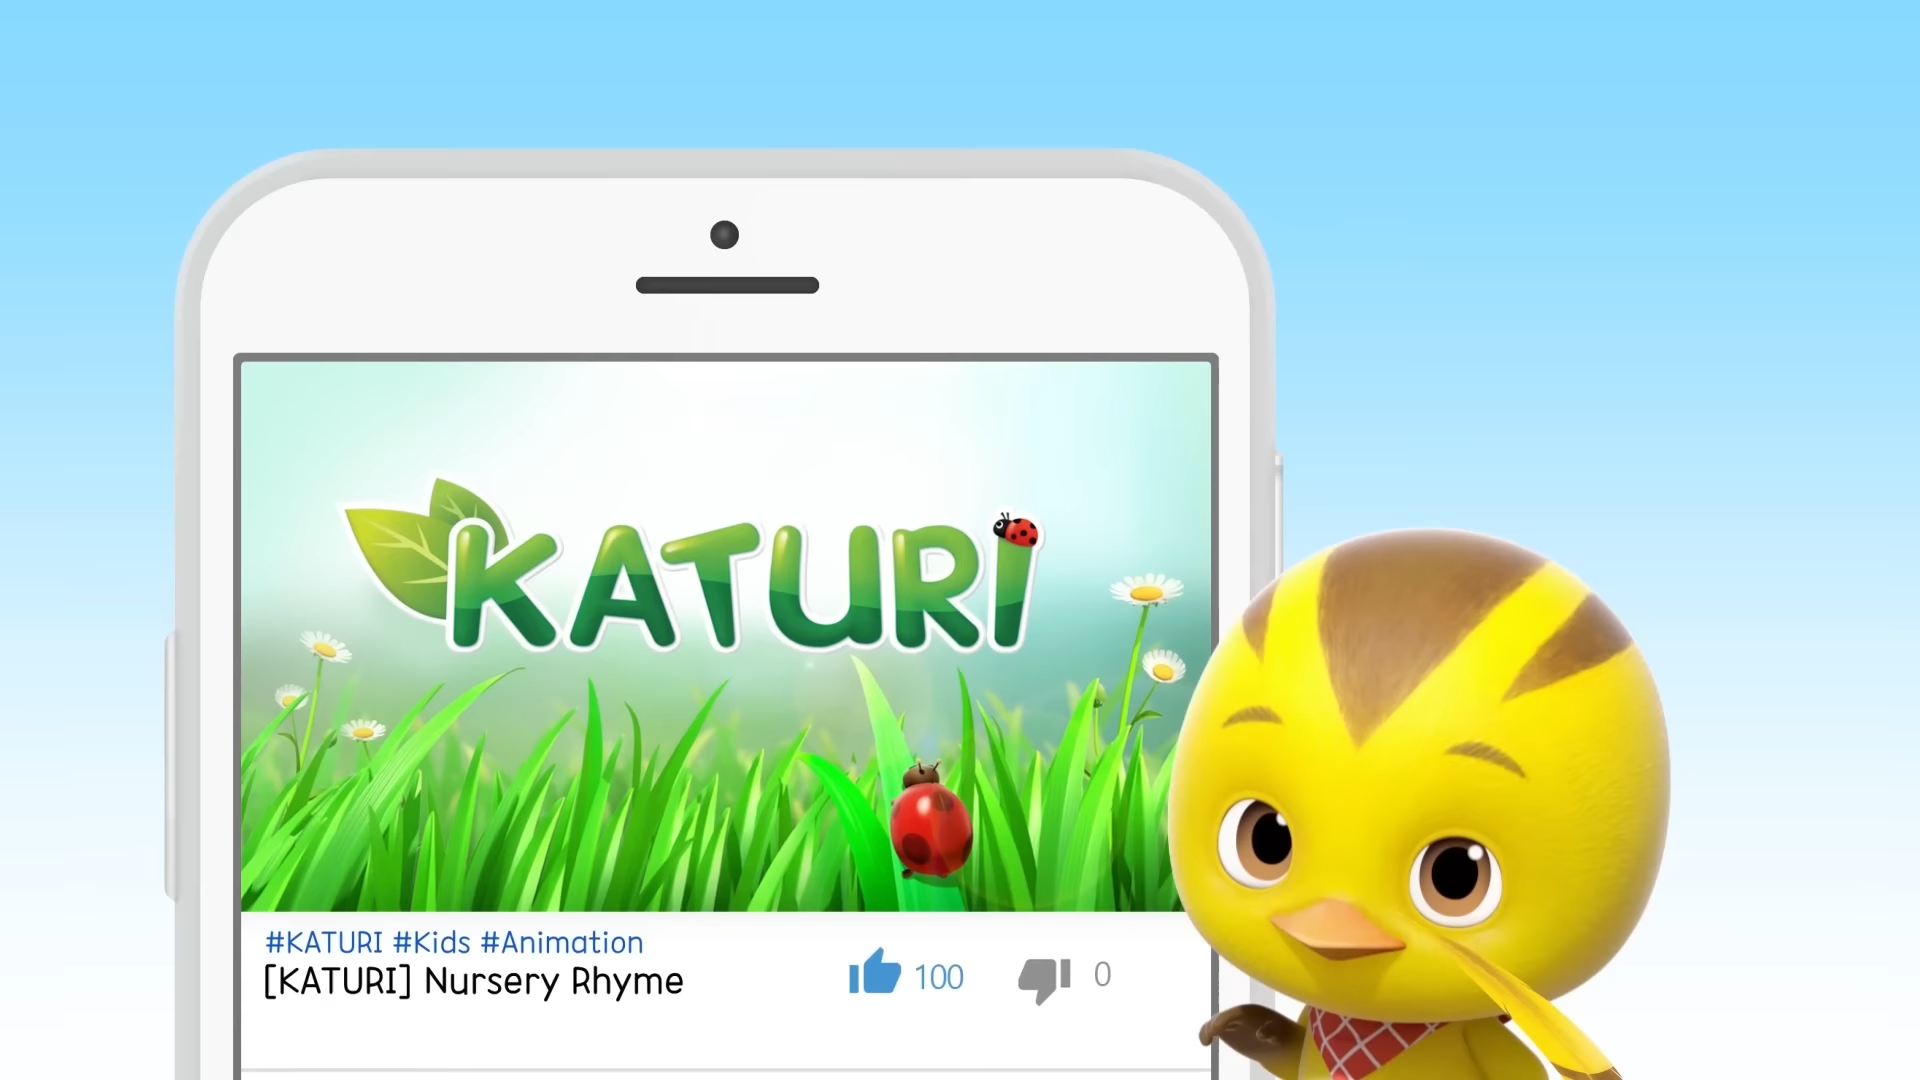 KATURI
#KATURI #Kids #Animation
[KATURI] Nursery Rhyme
100
0